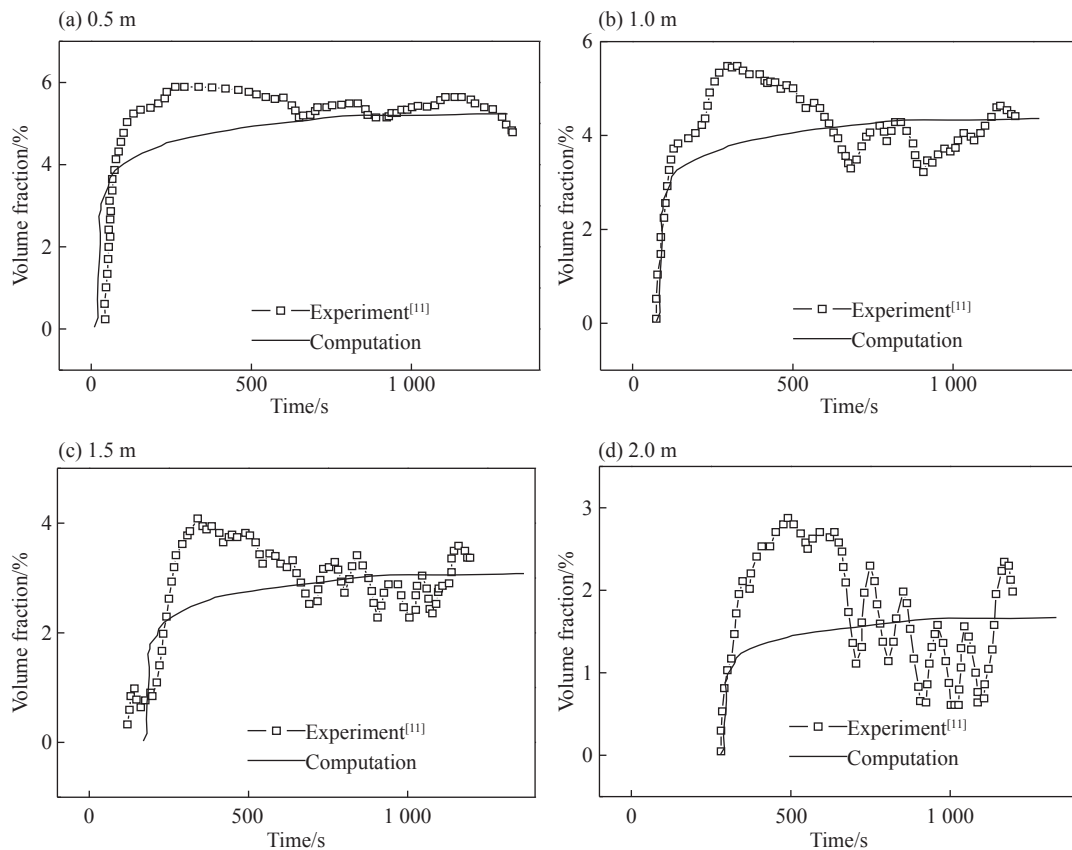 (a) 0.5 m
8
6
4
2
0
Volume fraction/%
Experiment[11]
Computation
0
500
1 000
Time/s
(b) 1.0 m
6
4
2
0
Volume fraction/%
Experiment[11]
Computation
0
500
1 000
Time/s
(c) 1.5 m
4
2
0
Volume fraction/%
Experiment[11]
Computation
0
500
1 000
Time/s
(d) 2.0 m
3
2
1
0
Volume fraction/%
Experiment[11]
Computation
0
500
1 000
Time/s